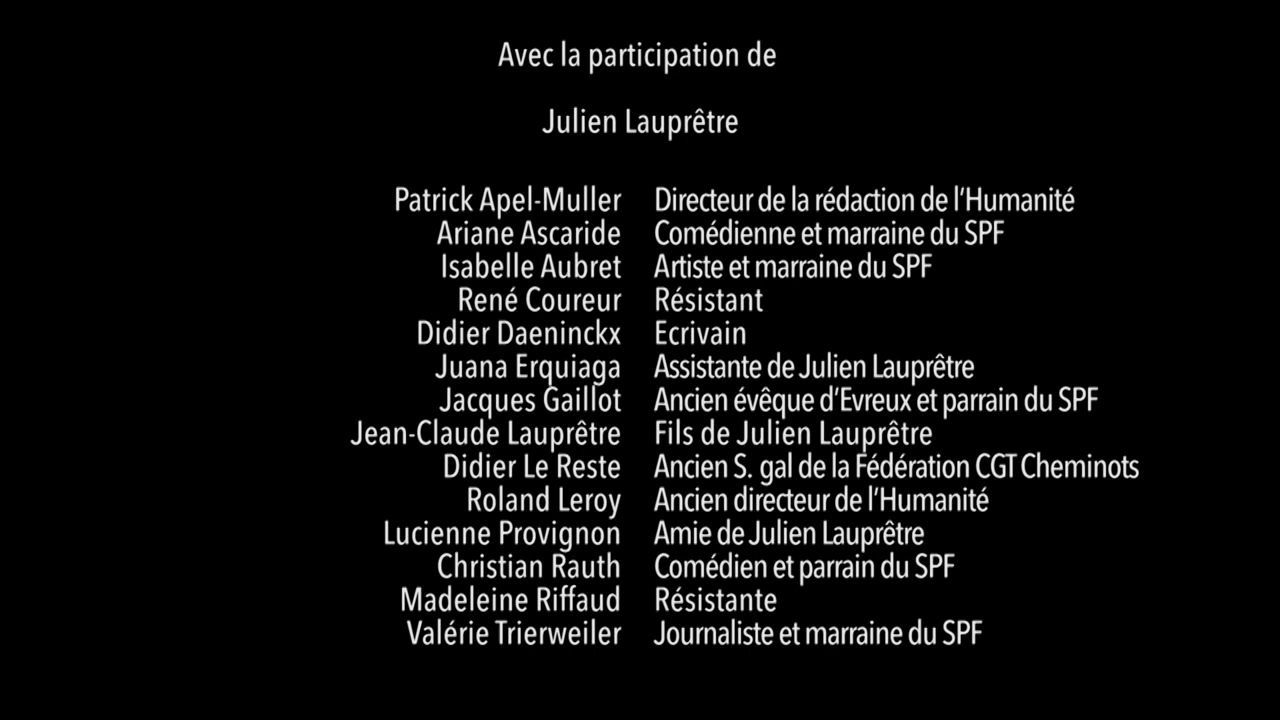 Avec la participation de
Julien Lauprêtre
Patrick Apel-Muller Directeur de la rédaction de l'Humanité
Ariane Ascaride Comédienne et marraine du SPF
Isabelle Aubret Artiste et marraine du SPF
René Coureur Résistant
Didier Daeninckx Ecrivain
Juana Erquiaga Assistante de Julien Lauprêtre
Jacques Gaillot Ancien évêque d'Evreux et parrain du SPF
Jean-Claude Lauprêtre Fils de Julien Lauprêtre
Didier Le Reste Ancien S. gal de la Fédération CGT Cheminots
Roland Leroy Ancien directeur de l'Humanité
Lucienne Provignon Amie de Julien Lauprêtre
Christian Rauth Comédien et parrain du SPF
Madeleine Riffaud Résistante
Valérie Trierweiler Journaliste et marraine du SPF